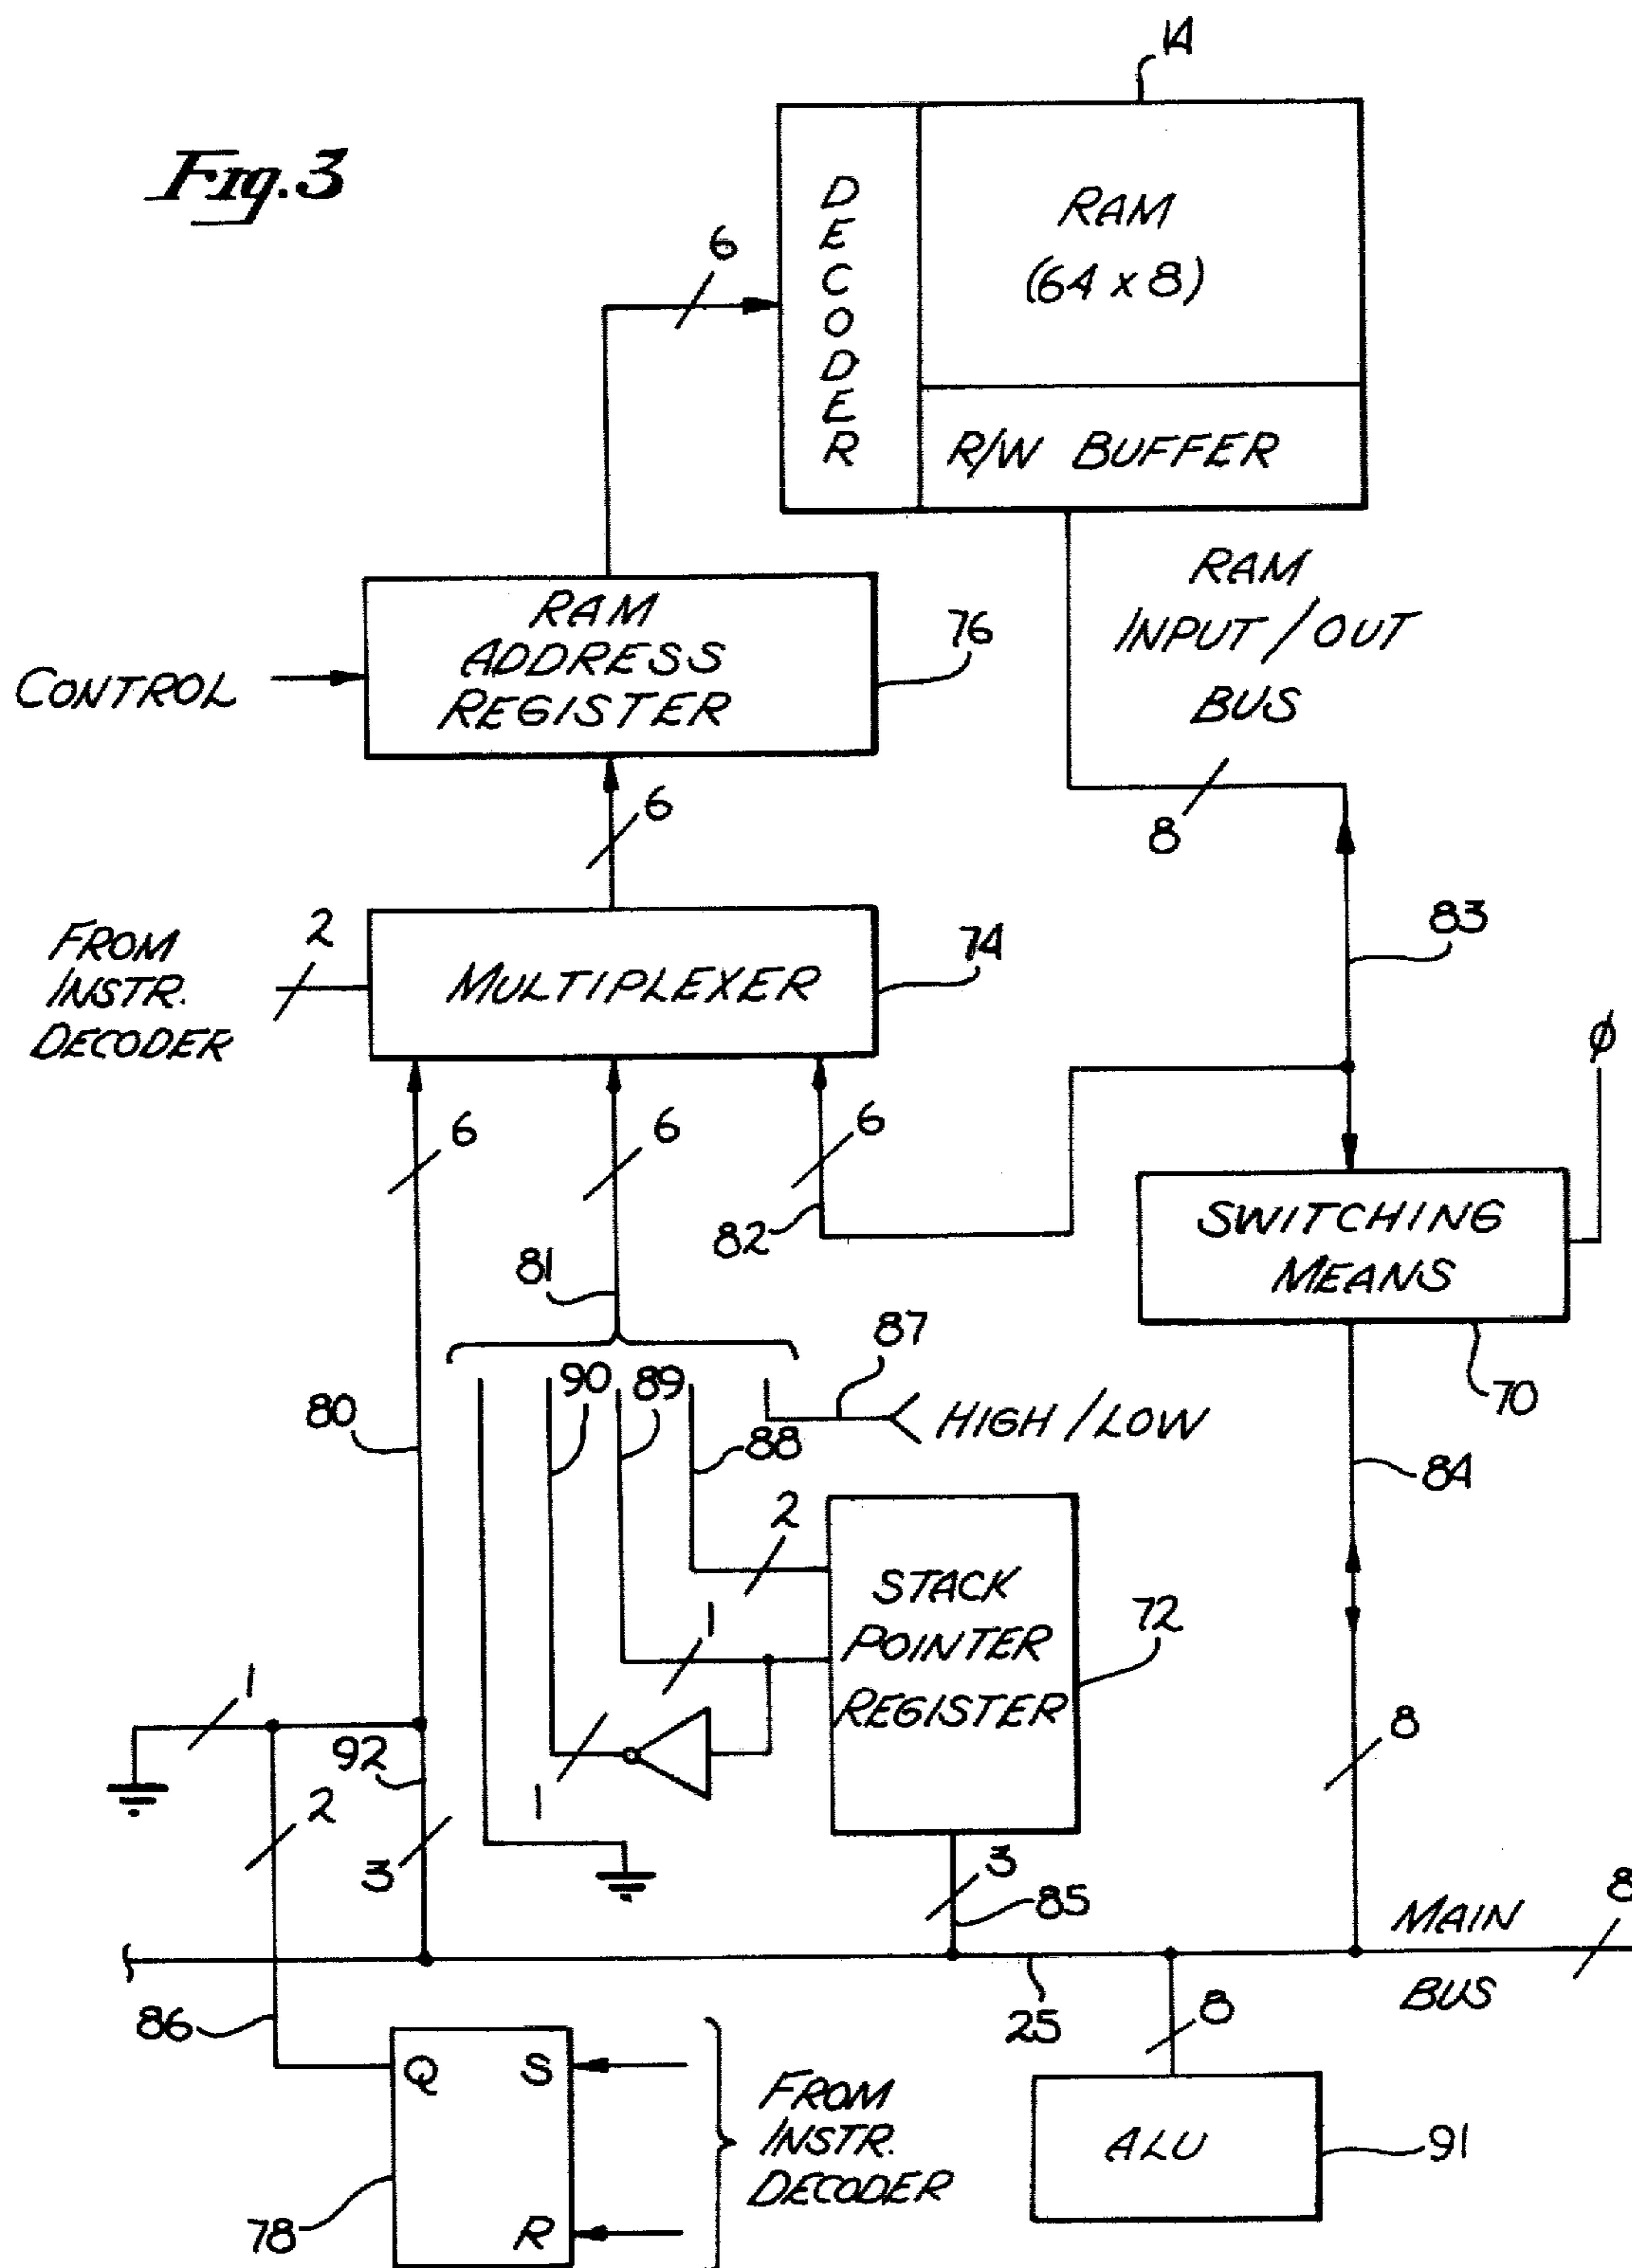 Fig. 3
14
DECODER
RAM
(64 x 8)
R/W BUFFER
6
RAM
INPUT/OUT
BUS
RAM
ADDRESS
REGISTER
76
CONTROL
8
6
83
FROM
INSTR.
DECODER
2
MULTIPLEXER
74
ϕ
6
6
6
82
SWITCHING
MEANS
81
87
70
80
90
89
88
HIGH/LOW
84
2
STACK
POINTER
REGISTER
72
1
1
92
8
2
1
3
3
85
MAIN
BUS
8
86
25
8
Q
S
R
FROM
INSTR.
DECODER
ALU
91
78